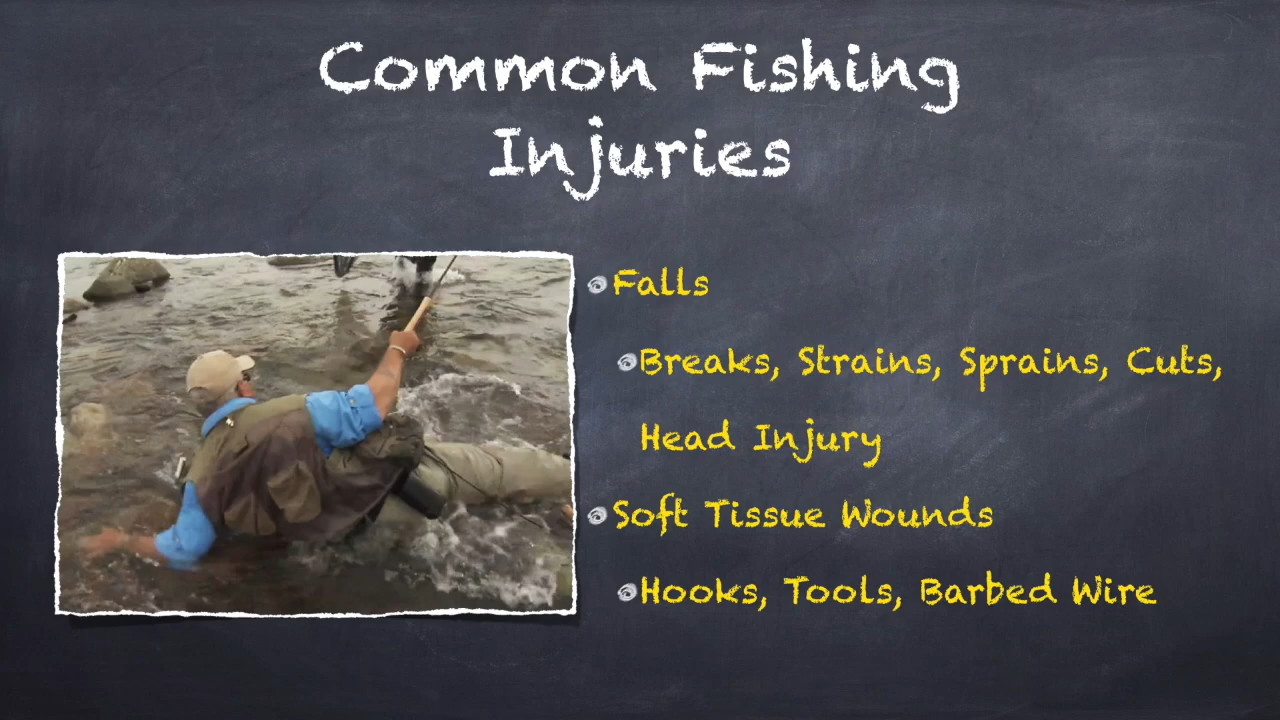 Common Fishing
Injuries
Falls
Breaks, Strains, Sprains, Cuts,
Head Injury
Soft Tissue Wounds
Hooks, Tools, Barbed Wire